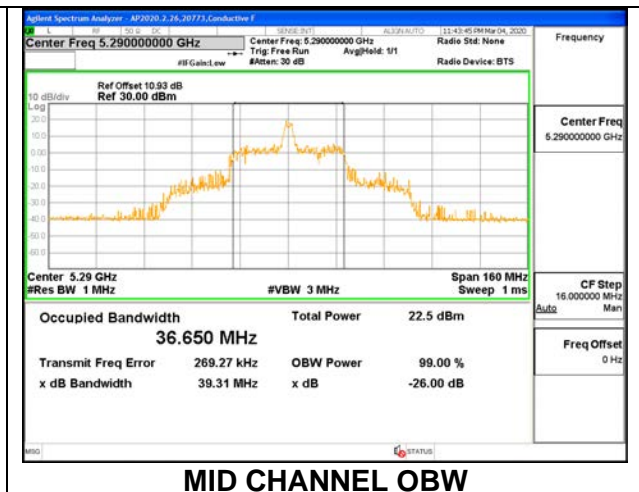 Agilent Spectrum Analyzer - AP2020.2.26,20773,Conductive F
L RF 50 Ω DC SENSE:INT ALIGN AUTO 11:43:45 PM Mar 04, 2020
Center Freq 5.290000000 GHz
Center Freq: 5.290000000 GHz
Radio Std: None
Trig: Free Run Avg|Hold: 1/1
#IFGain:Low #Atten: 30 dB Radio Device: BTS
Frequency
Ref Offset 10.93 dB
10 dB/div Ref 30.00 dBm
Log
20.0
10.0
0.00
-10.0
-20.0
-30.0
-40.0
-50.0
-60.0
Center Freq
5.290000000 GHz
Center 5.29 GHz Span 160 MHz
#Res BW 1 MHz #VBW 3 MHz Sweep 1 ms
CF Step
16.000000 MHz
Auto Man
Occupied Bandwidth Total Power 22.5 dBm
36.650 MHz
Freq Offset
0 Hz
Transmit Freq Error 269.27 kHz OBW Power 99.00 %
x dB Bandwidth 39.31 MHz x dB -26.00 dB
MSG STATUS
MID CHANNEL OBW